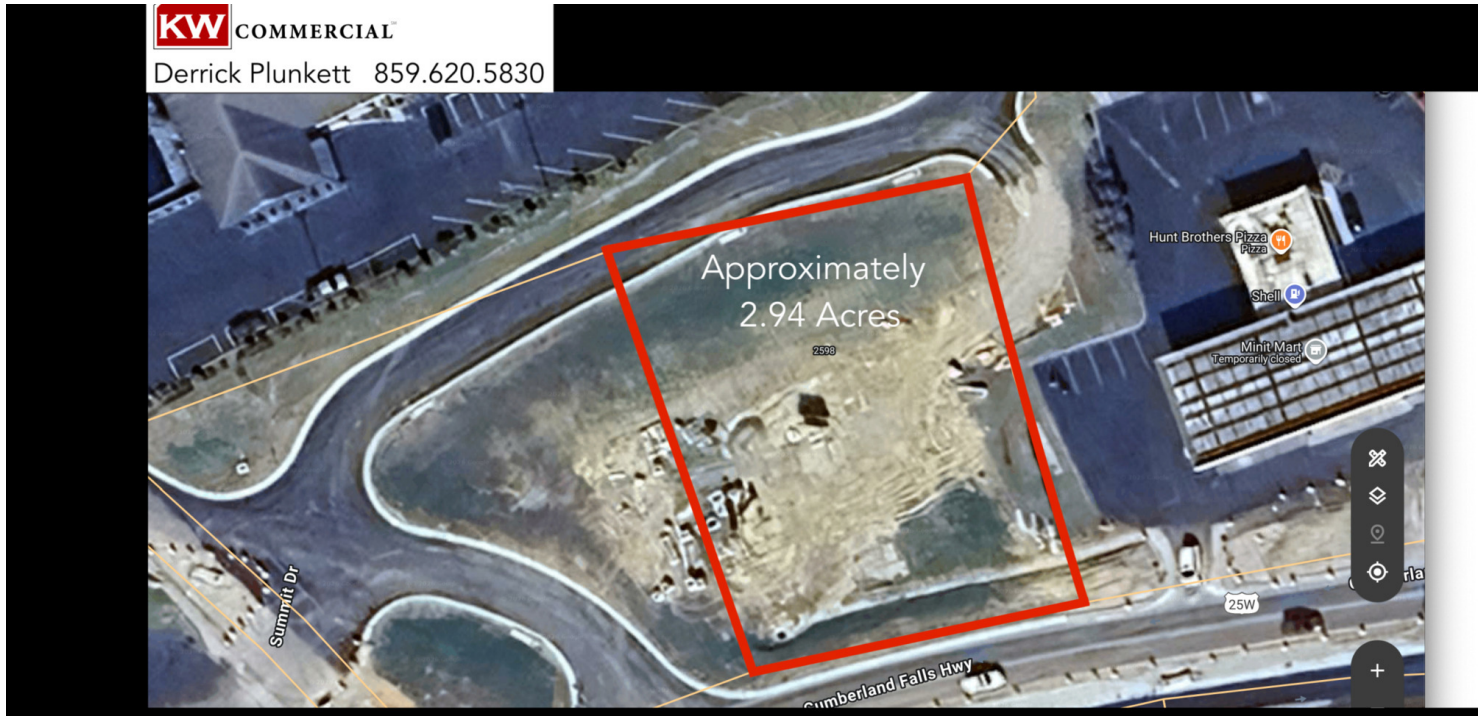 KW COMMERCIAL
Derrick Plunkett 859.620.5830
Approximately
2.94 Acres
2598
Hunt Brothers Pizza
Pizza
Shell
Minit Mart
Temporarily closed
Summit Dr
25W
Cumberland Falls Hwy